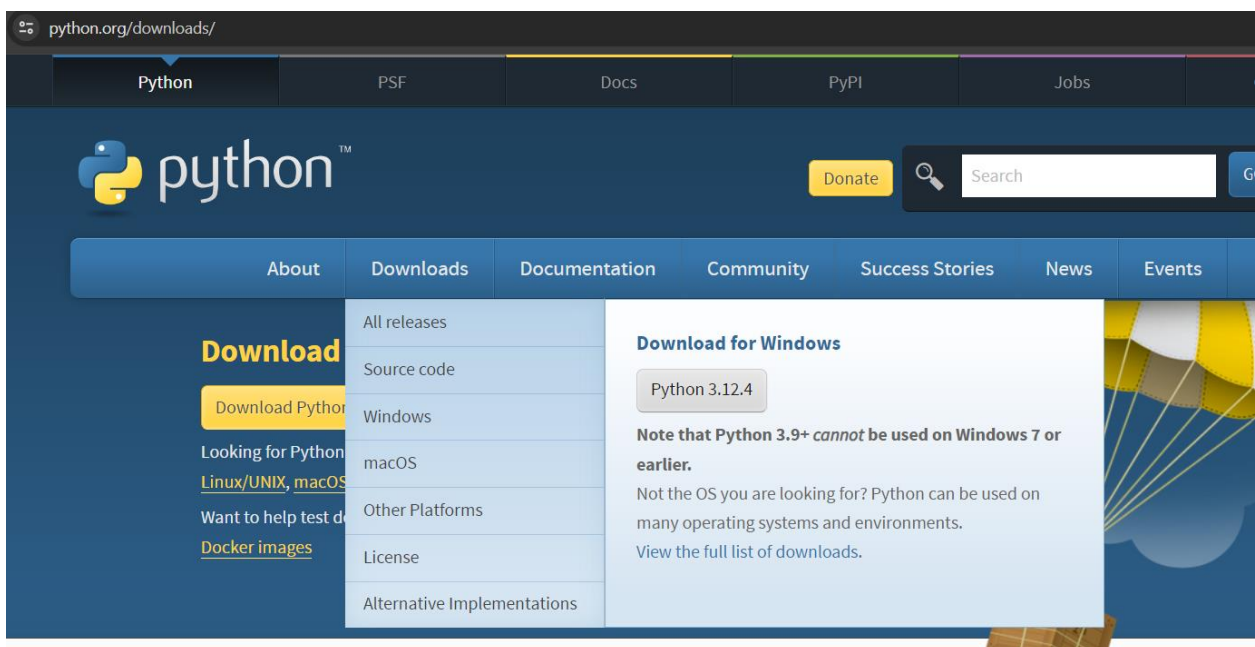 python.org/downloads/
Python
PSF
Docs
PyPI
Jobs
python™
Donate
Search
About
Downloads
Documentation
Community
Success Stories
News
Events
Download
Download Python
Looking for Python
Linux/UNIX, macOS
Want to help test
Docker images
All releases
Source code
Windows
macOS
Other Platforms
License
Alternative Implementations
Download for Windows
Python 3.12.4
Note that Python 3.9+ cannot be used on Windows 7 or
earlier.
Not the OS you are looking for? Python can be used on
many operating systems and environments.
View the full list of downloads.